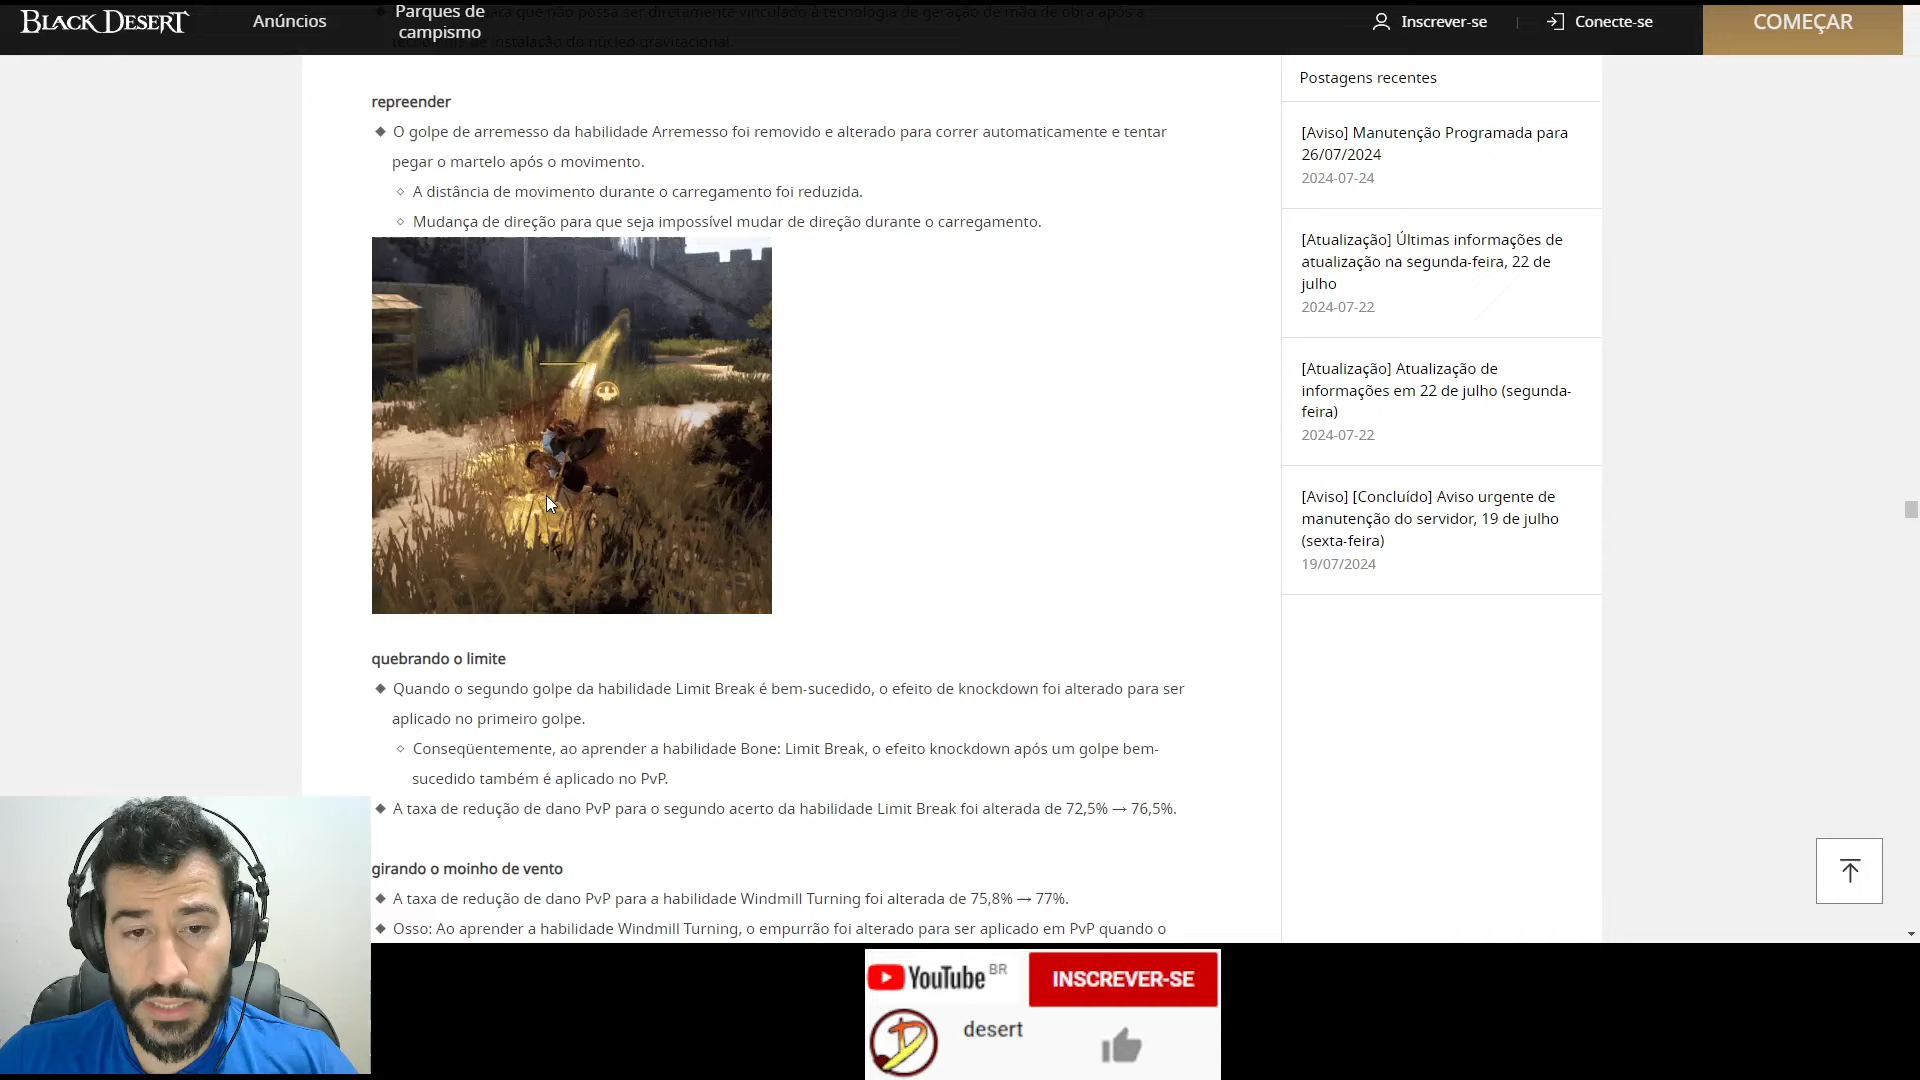 BLACK DESERT
Anúncios
Parques de
campismo
Inscrever-se
Conecte-se
COMEÇAR
ara que não possa ser diretamente vinculado à tecnologia de geração de mão de obra após a
de instalação do núcleo gravitacional.
repreender
◆ O golpe de arremesso da habilidade Arremesso foi removido e alterado para correr automaticamente e tentar
pegar o martelo após o movimento.
◇ A distância de movimento durante o carregamento foi reduzida.
◇ Mudança de direção para que seja impossível mudar de direção durante o carregamento.
quebrando o limite
◆ Quando o segundo golpe da habilidade Limit Break é bem-sucedido, o efeito de knockdown foi alterado para ser
aplicado no primeiro golpe.
◇ Conseqüentemente, ao aprender a habilidade Bone: Limit Break, o efeito knockdown após um golpe bem-
sucedido também é aplicado no PvP.
◆ A taxa de redução de dano PvP para o segundo acerto da habilidade Limit Break foi alterada de 72,5% → 76,5%.
girando o moinho de vento
◆ A taxa de redução de dano PvP para a habilidade Windmill Turning foi alterada de 75,8% → 77%.
◆ Osso: Ao aprender a habilidade Windmill Turning, o empurrão foi alterado para ser aplicado em PvP quando o
Postagens recentes
[Aviso] Manutenção Programada para
26/07/2024
2024-07-24
[Atualização] Últimas informações de
atualização na segunda-feira, 22 de
julho
2024-07-22
[Atualização] Atualização de
informações em 22 de julho (segunda-
feira)
2024-07-22
[Aviso] [Concluído] Aviso urgente de
manutenção do servidor, 19 de julho
(sexta-feira)
19/07/2024
YouTube BR
INSCREVER-SE
desert